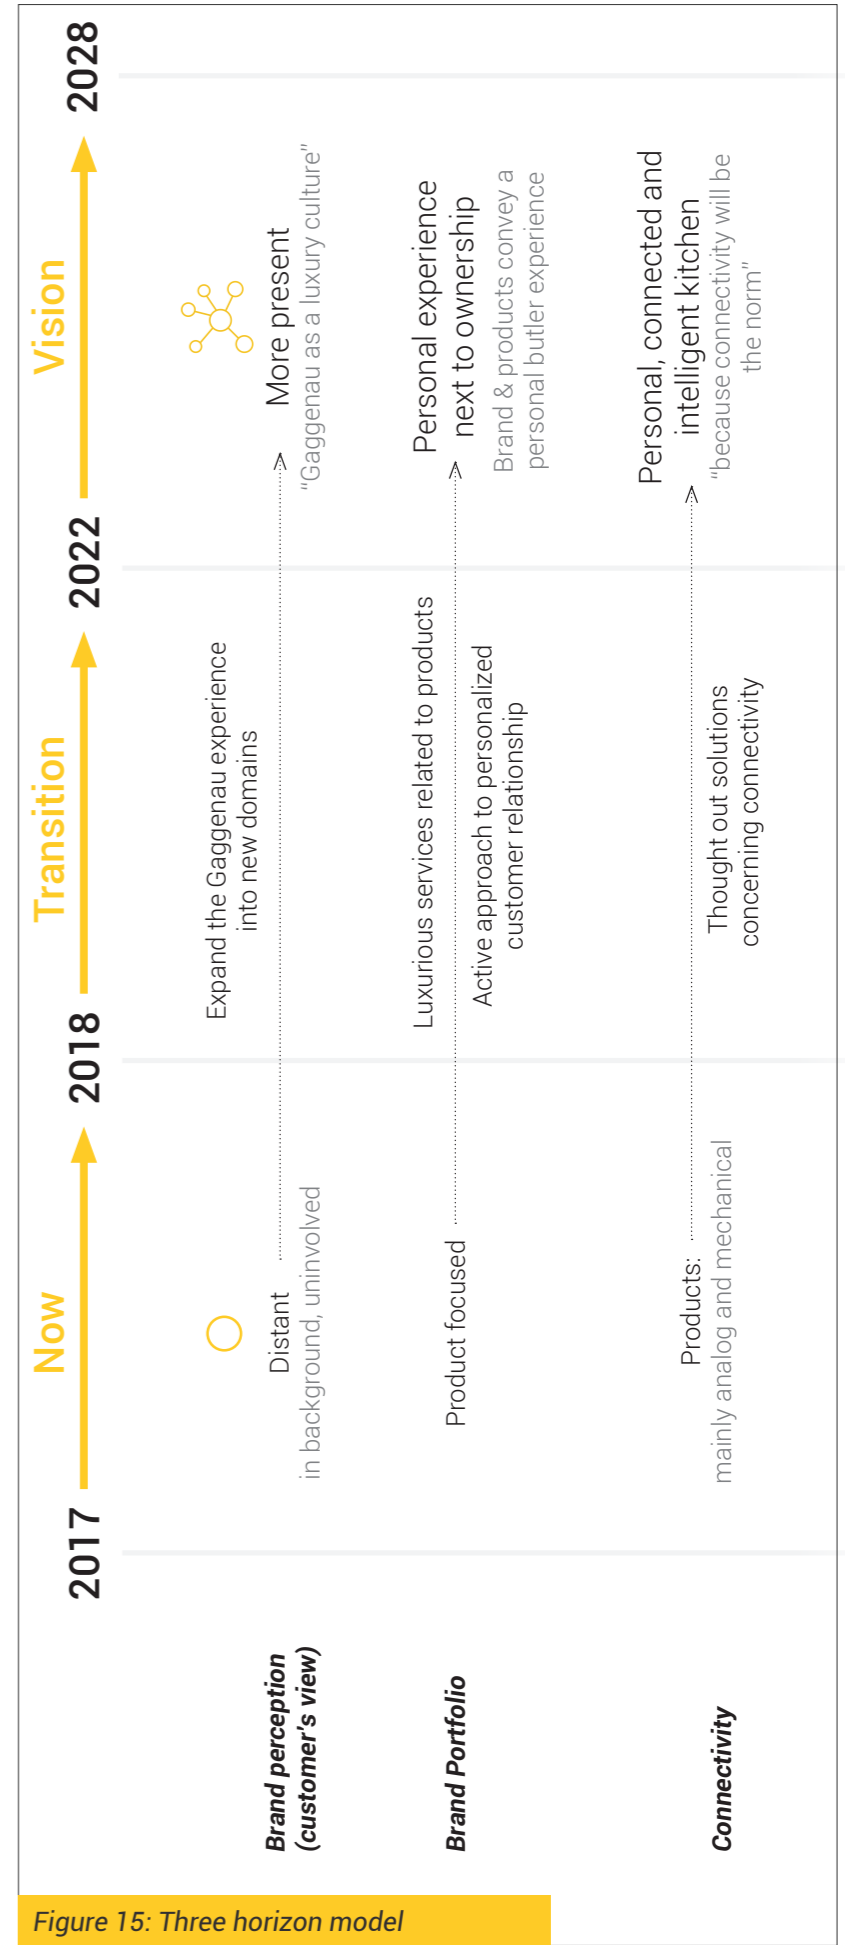 Now
Transition
Vision
2017
2018
2022
2028
Brand perception
(customer's view)
Distant
in background, uninvolved
Expand the Gaggenau experience
into new domains
More present
"Gaggenau as a luxury culture"
Brand Portfolio
Product focused
Luxurious services related to products
Active approach to personalized
customer relationship
Personal experience
next to ownership
Brand & products convey a
personal butler experience
Connectivity
Products:
mainly analog and mechanical
Thought out solutions
concerning connectivity
Personal, connected and
intelligent kitchen
"because connectivity will be
the norm"
Figure 15: Three horizon model